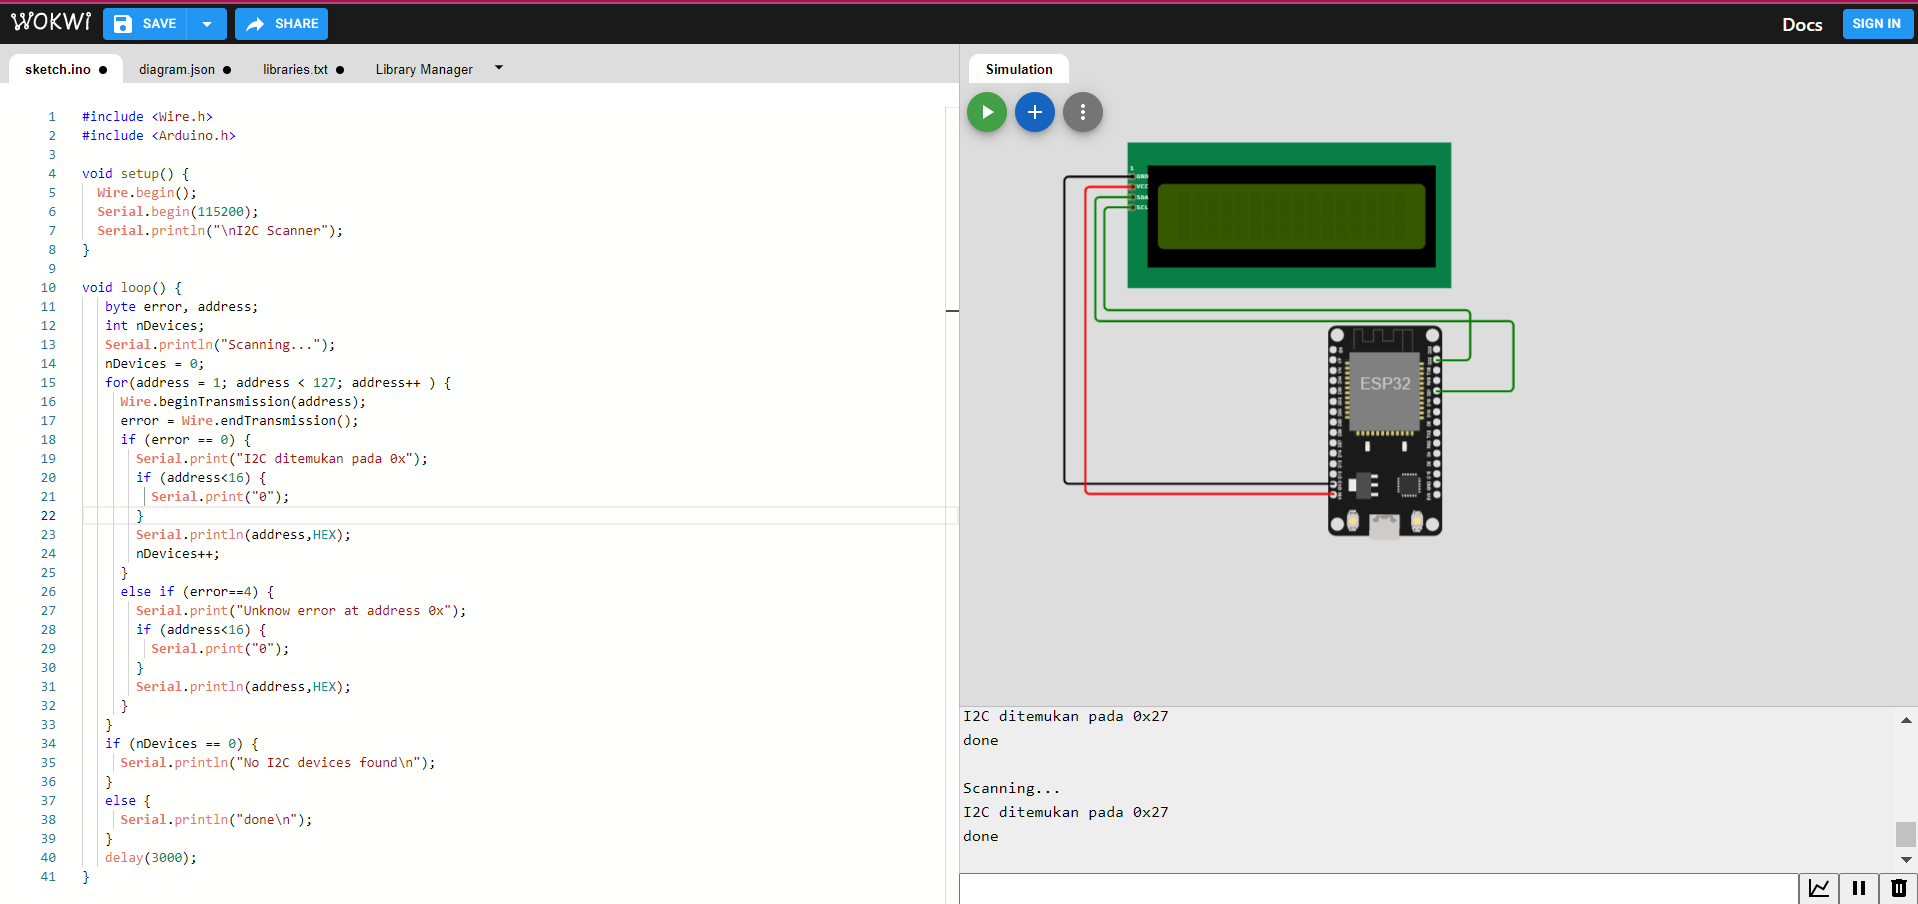 WOKWI SAVE SHARE Docs SIGN IN
sketch.ino diagram.json libraries.txt Library Manager
Simulation
1 #include <Wire.h>
2 #include <Arduino.h>
3
4 void setup() {
5 Wire.begin();
6 Serial.begin(115200);
7 Serial.println("\nI2C Scanner");
8 }
9
10 void loop() {
11 byte error, address;
12 int nDevices;
13 Serial.println("Scanning...");
14 nDevices = 0;
15 for(address = 1; address < 127; address++ ) {
16 Wire.beginTransmission(address);
17 error = Wire.endTransmission();
18 if (error == 0) {
19 Serial.print("I2C ditemukan pada 0x");
20 if (address<16) {
21 Serial.print("0");
22 }
23 Serial.println(address,HEX);
24 nDevices++;
25 }
26 else if (error==4) {
27 Serial.print("Unknow error at address 0x");
28 if (address<16) {
29 Serial.print("0");
30 }
31 Serial.println(address,HEX);
32 }
33 }
34 if (nDevices == 0) {
35 Serial.println("No I2C devices found\n");
36 }
37 else {
38 Serial.println("done\n");
39 }
40 delay(3000);
41 }
1
GND
VCC
SDA
SCL
ESP32
I2C ditemukan pada 0x27
done
Scanning...
I2C ditemukan pada 0x27
done